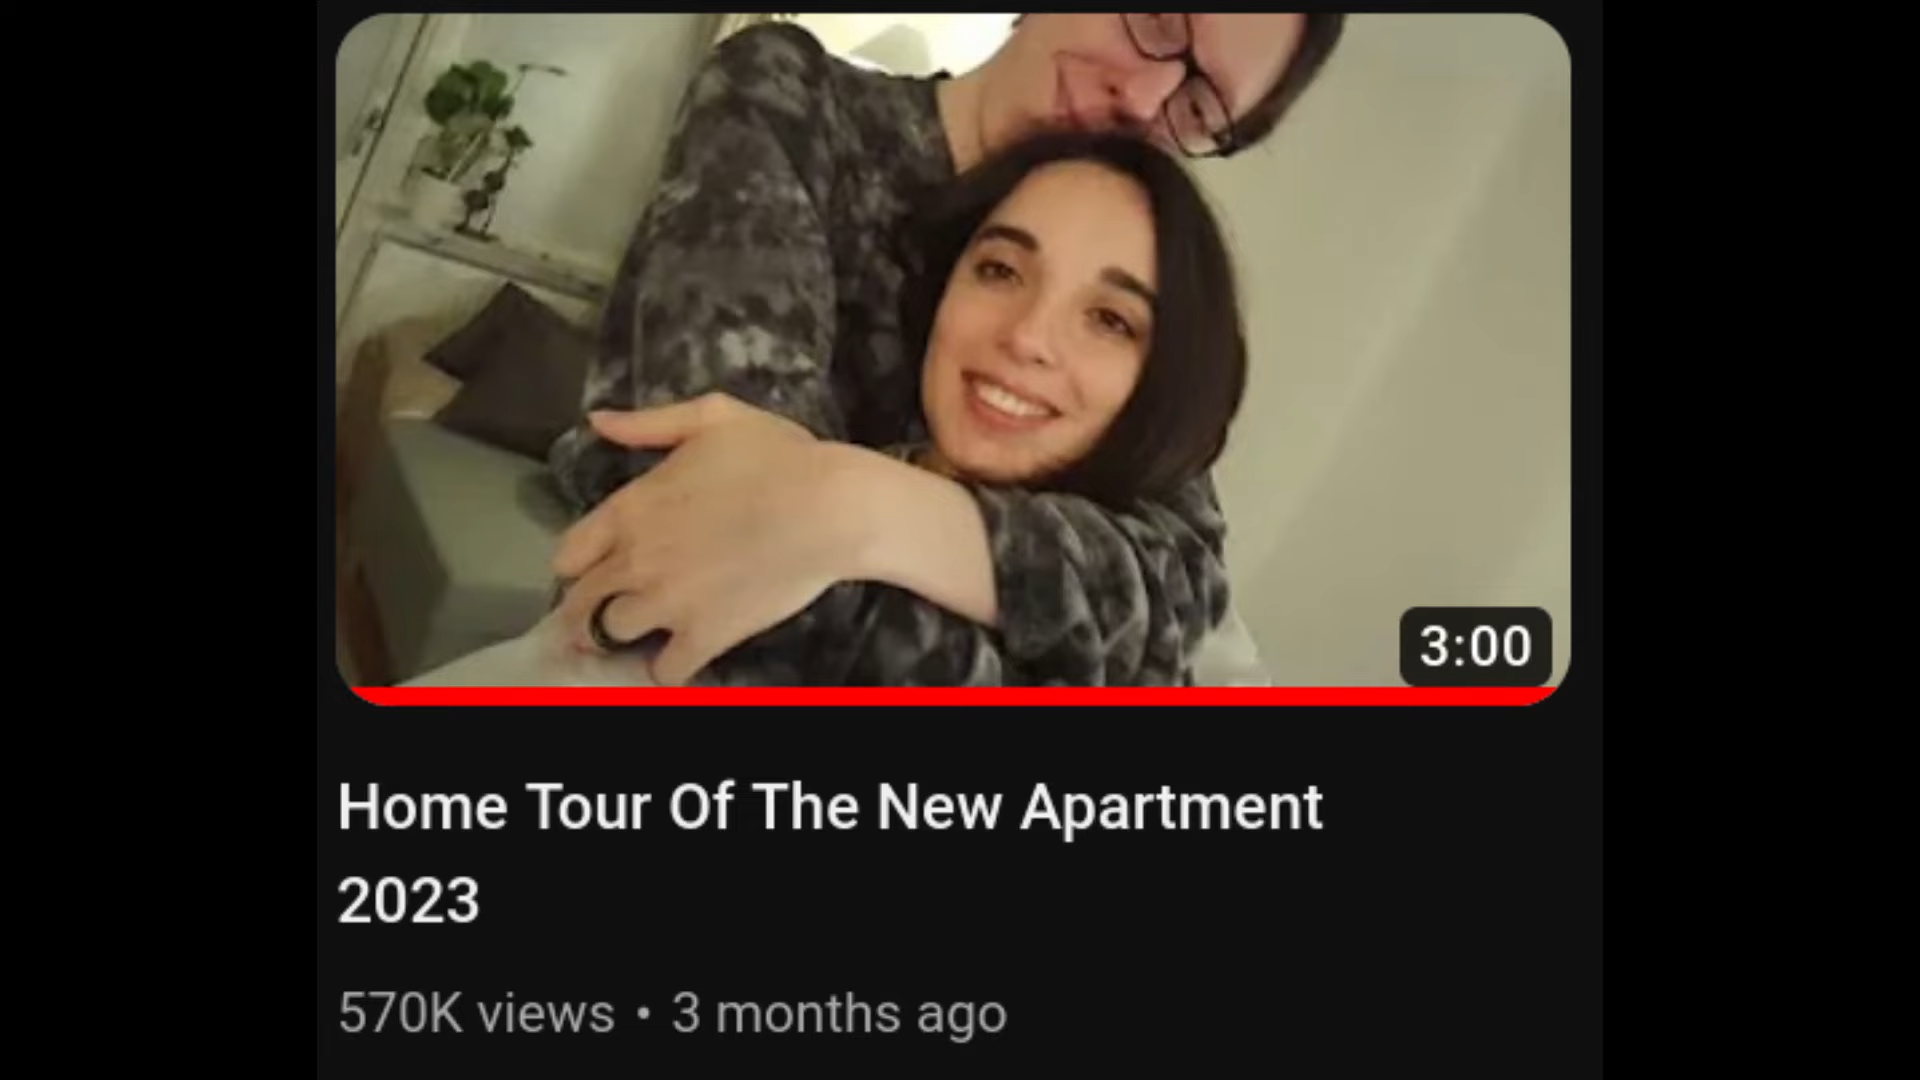 3:00
Home Tour Of The New Apartment
2023
570K views • 3 months ago